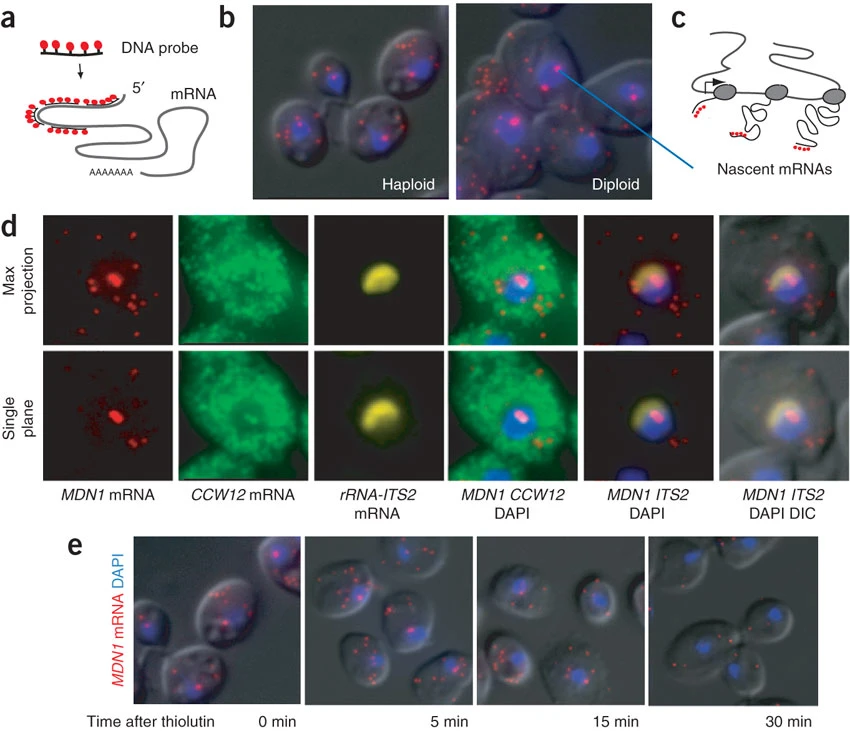 a
DNA probe
5′
mRNA
AAAAAAA
b
Haploid
Diploid
c
Nascent mRNAs
d
Max
projection
Single
plane
MDN1 mRNA
CCW12 mRNA
rRNA-ITS2
mRNA
MDN1 CCW12
DAPI
MDN1 ITS2
DAPI
MDN1 ITS2
DAPI DIC
e
MDN1 mRNA DAPI
Time after thiolutin
0 min
5 min
15 min
30 min